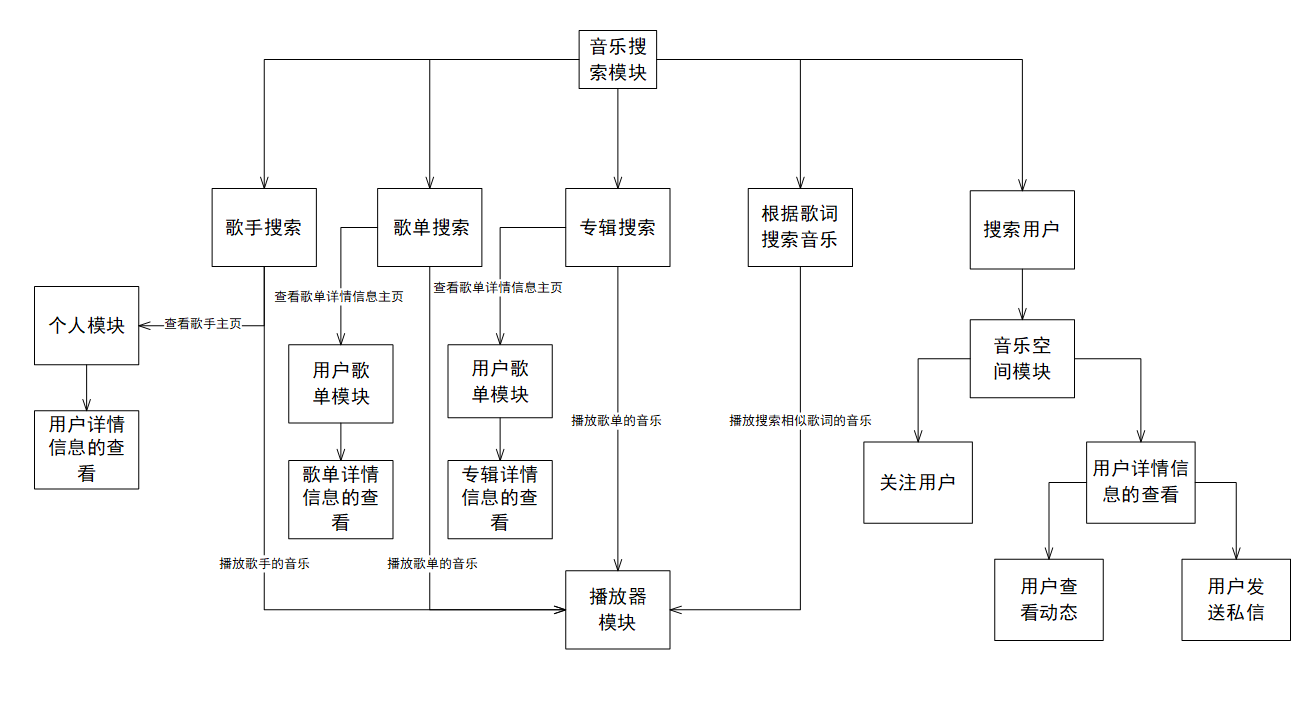 音乐搜
索模块
歌手搜索
歌单搜索
专辑搜索
根据歌词
搜索音乐
搜索用户
查看歌单详情信息主页
查看歌单详情信息主页
个人模块
查看歌手主页
音乐空
间模块
用户歌
单模块
用户歌
单模块
用户详情
信息的查
看
播放歌单的音乐
播放搜索相似歌词的音乐
歌单详情
信息的查
看
专辑详情
信息的查
看
关注用户
用户详情信
息的查看
播放歌手的音乐
播放歌单的音乐
播放器
模块
用户查
看动态
用户发
送私信